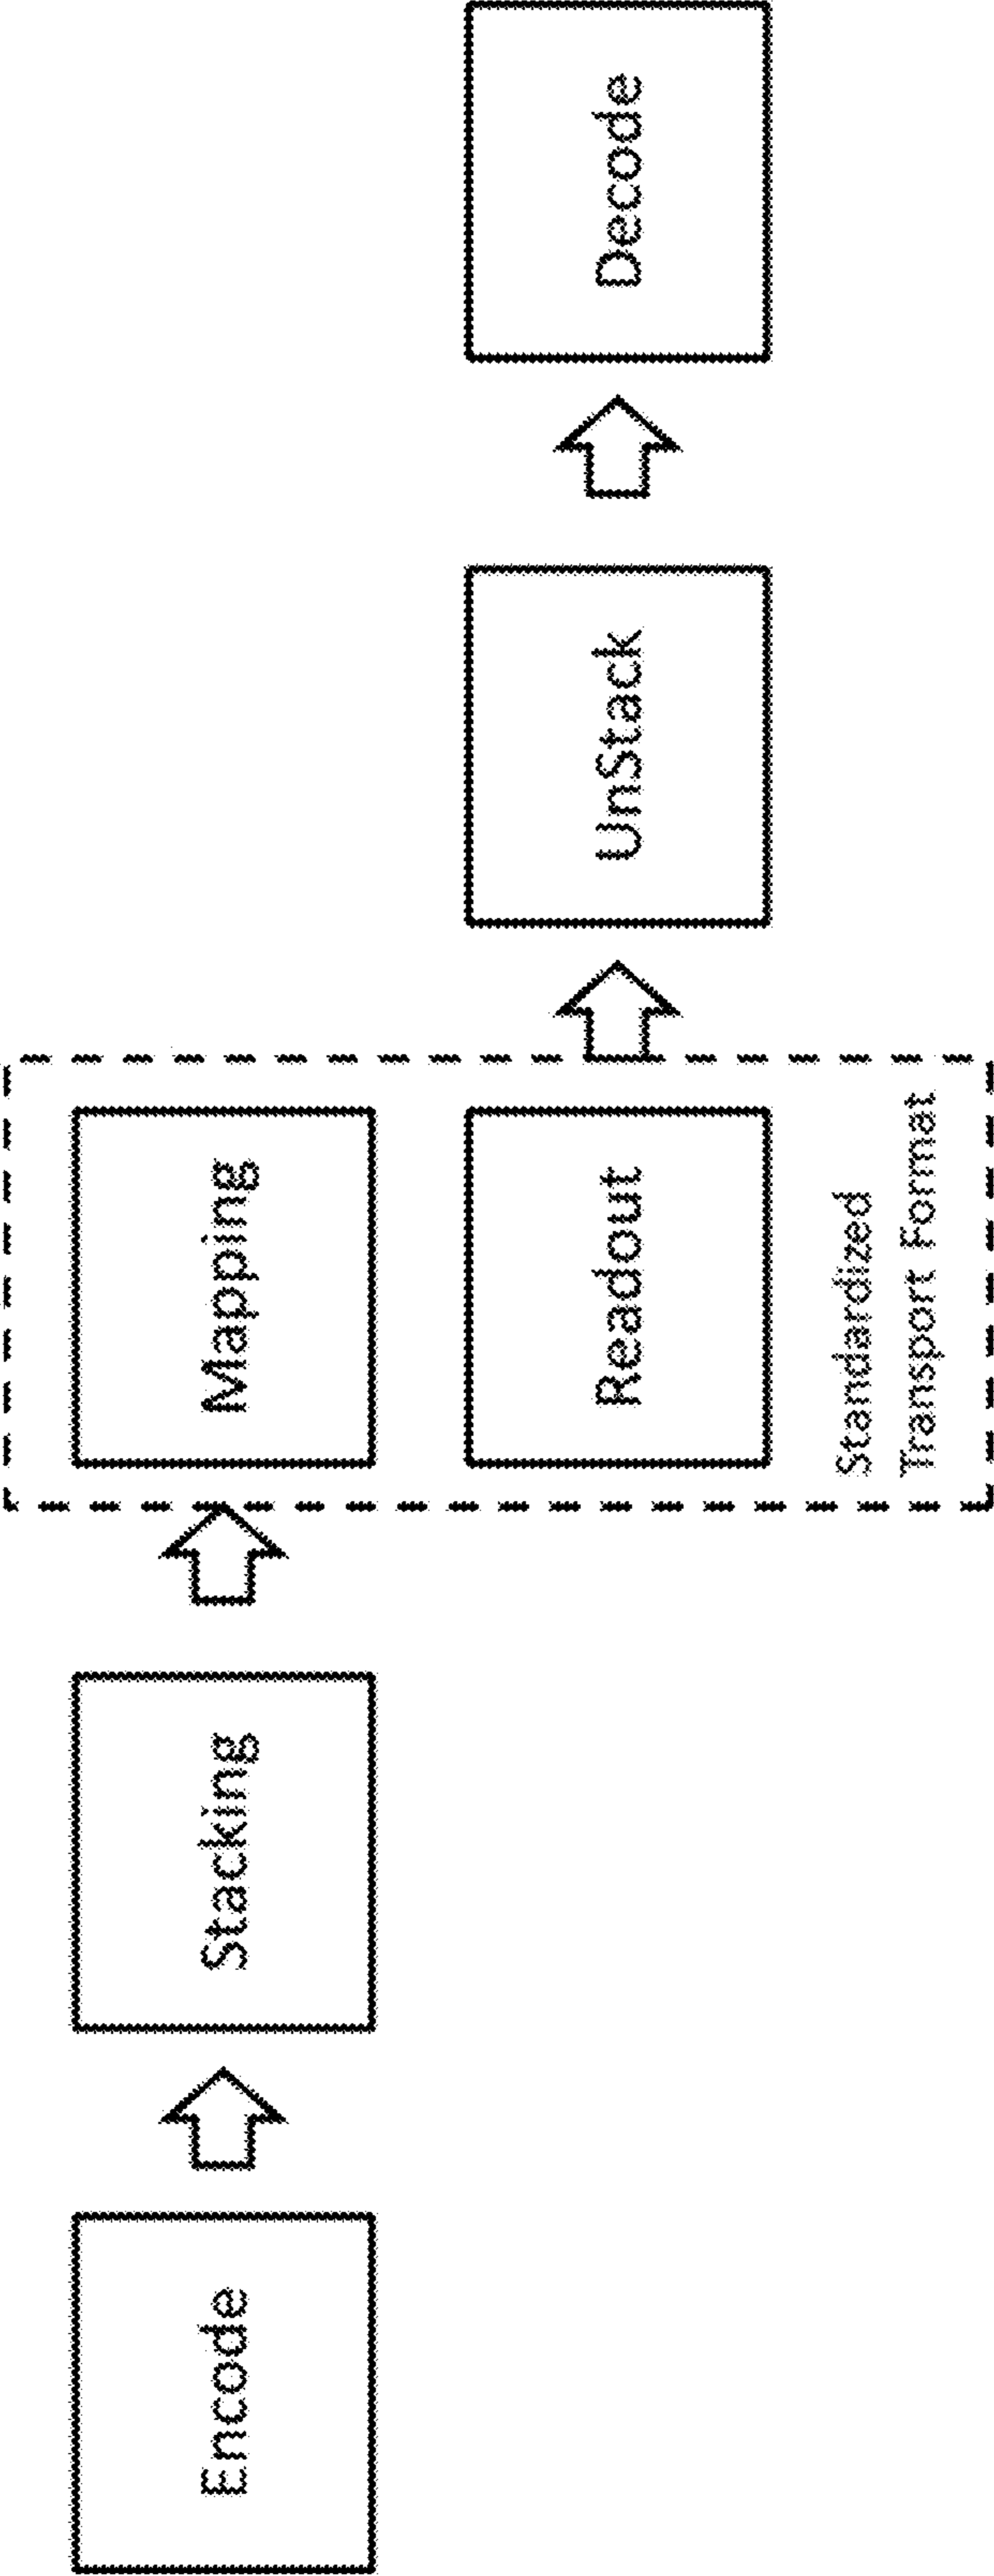 Encode
Stacking
Mapping
Readout
Standardized
Transport Format
UnStack
Decode